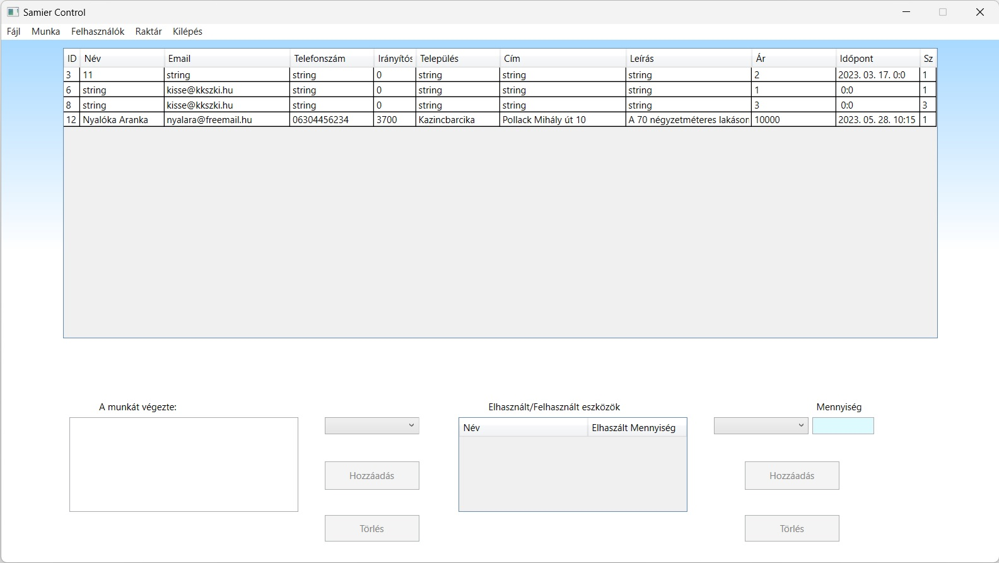 Samier Control
Fájl Munka Felhasználók Raktár Kilépés
ID Név Email Telefonszám Irányítós Település Cím Leírás Ár Időpont Sz
3 11 string string 0 string string string 2 2023. 03. 17. 0:0 1
6 string kisse@kkszki.hu string 0 string string string 1 0:0 1
8 string kisse@kkszki.hu string 0 string string string 3 0:0 3
12 Nyalóka Aranka nyalara@freemail.hu 06304456234 3700 Kazincbarcika Pollack Mihály út 10 A 70 négyzetméteres lakáson 10000 2023. 05. 28. 10:15 1
A munkát végezte: Elhasznált/Felhasznált eszközök Mennyiség
Név Elhaszált Mennyiség
Hozzáadás Hozzáadás
Törlés Törlés